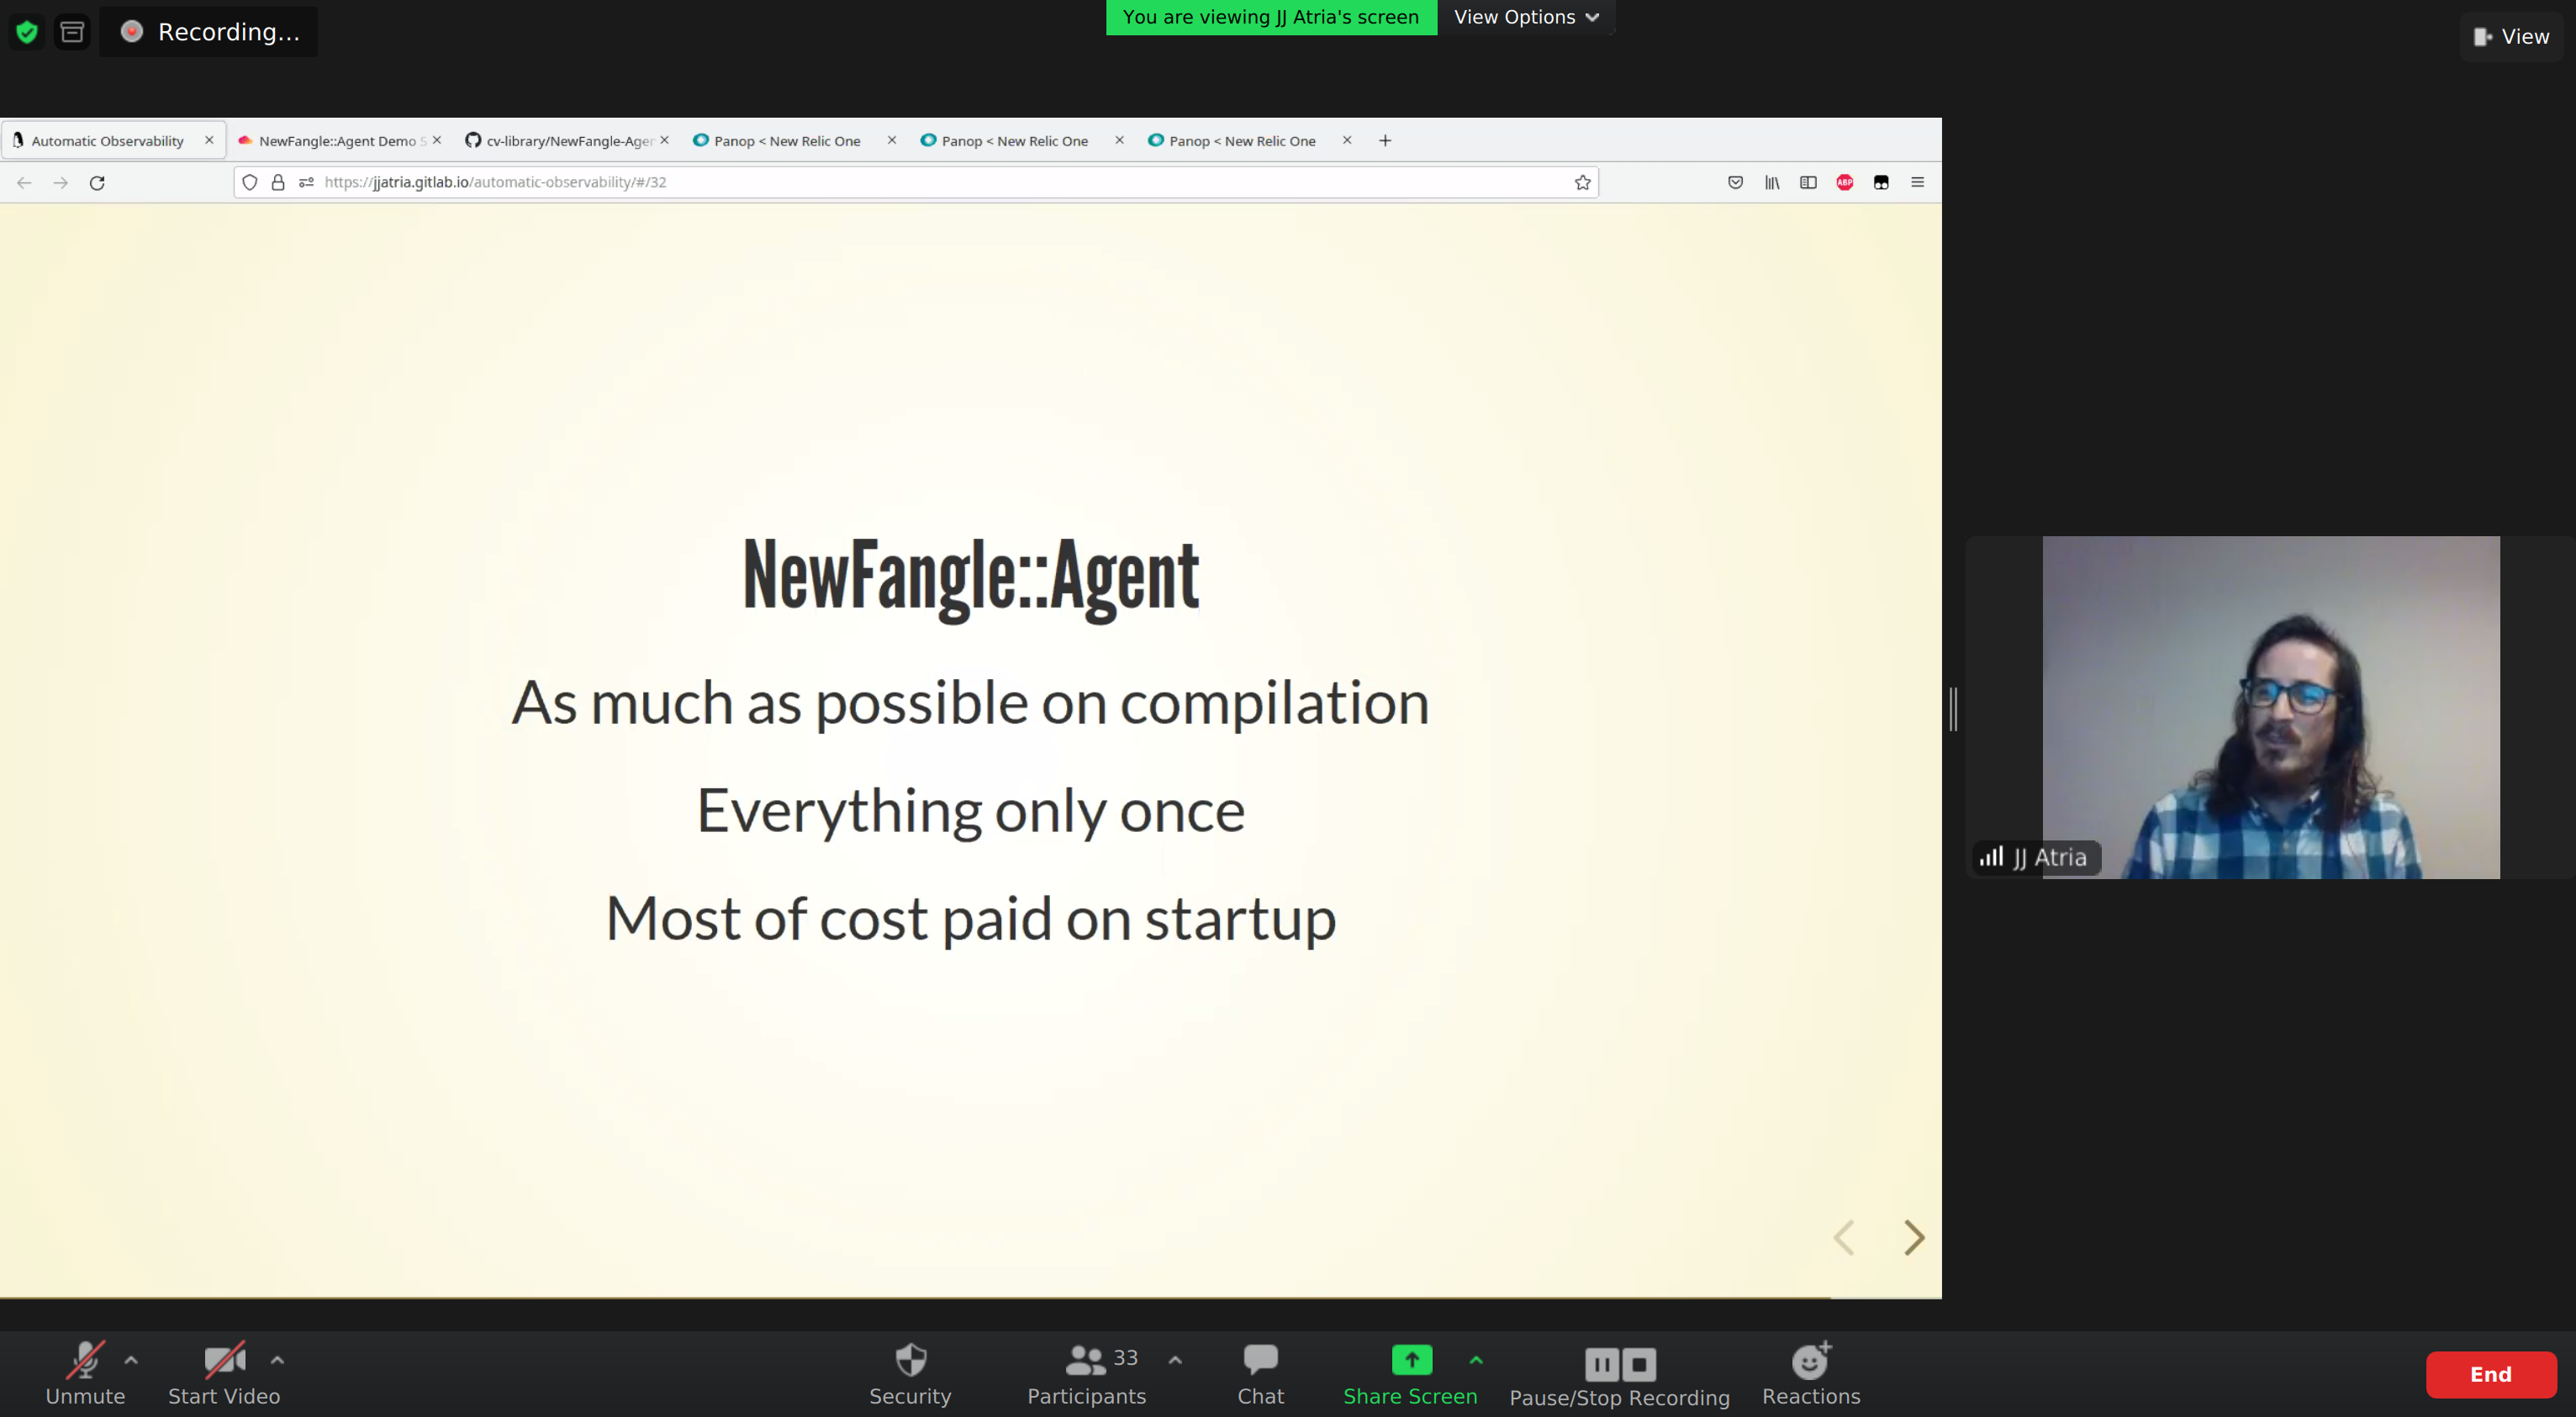 Recording...
You are viewing JJ Atria's screen
View Options
View
Automatic Observability
NewFangle::Agent Demo S
cv-library/NewFangle-Agen
Panop < New Relic One
Panop < New Relic One
Panop < New Relic One
https://jjatria.gitlab.io/automatic-observability/#/32
ABP
NewFangle::Agent
As much as possible on compilation
Everything only once
Most of cost paid on startup
JJ Atria
Unmute
Start Video
Security
33
Participants
Chat
Share Screen
Pause/Stop Recording
Reactions
End